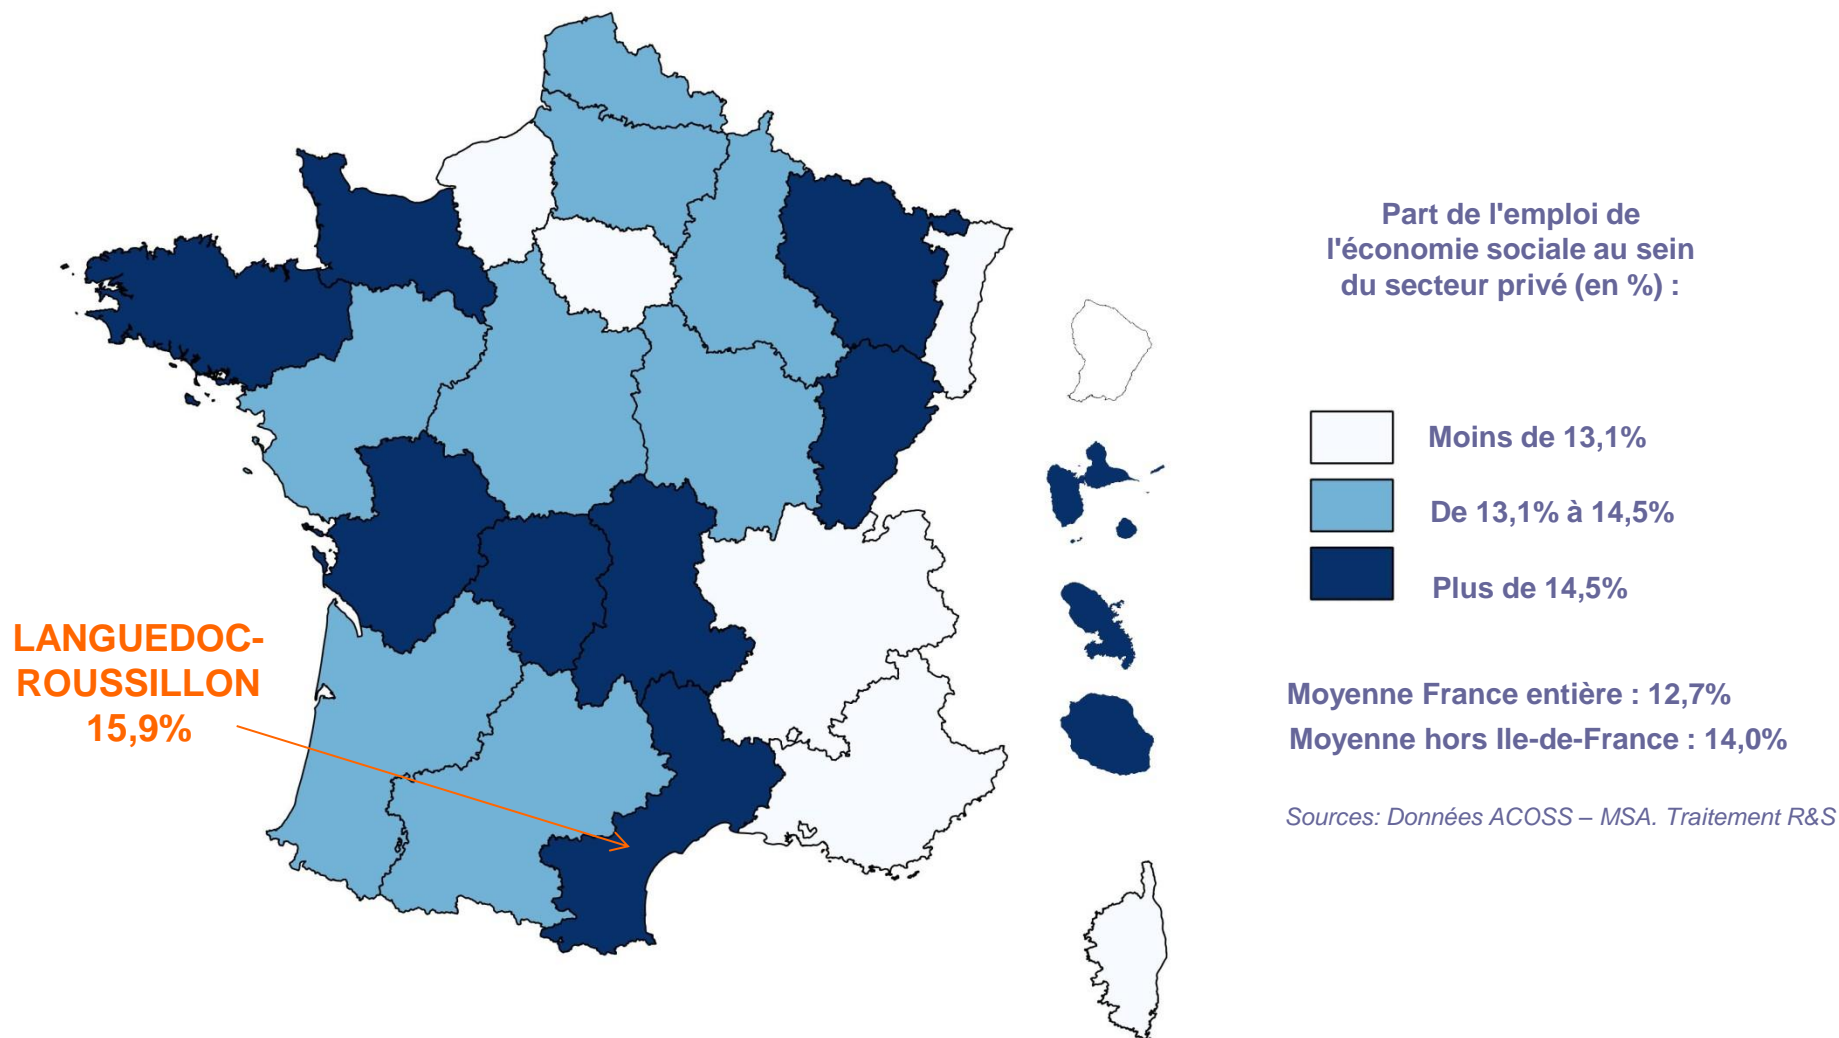 LANGUEDOC-
ROUSSILLON
15,9%
Part de l'emploi de
l'économie sociale au sein
du secteur privé (en %) :
Moins de 13,1%
De 13,1% à 14,5%
Plus de 14,5%
Moyenne France entière : 12,7%
Moyenne hors Ile-de-France : 14,0%
Sources: Données ACOSS – MSA. Traitement R&S